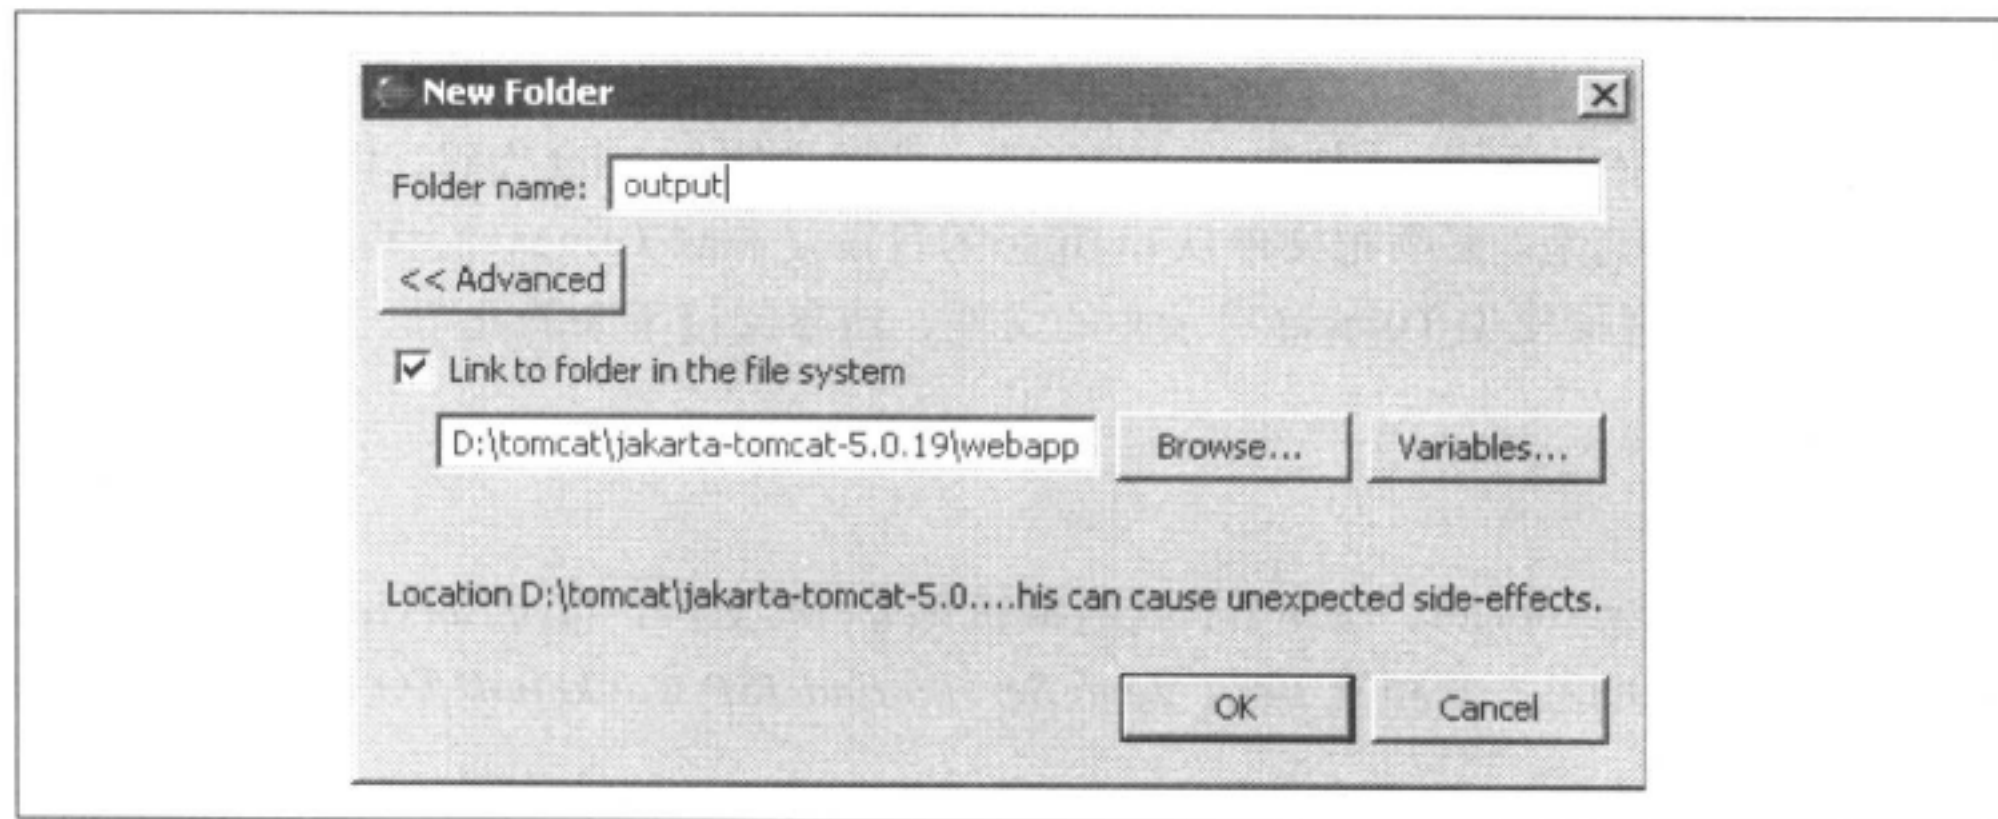 New Folder
Folder name: output
<< Advanced
Link to folder in the file system
D:\tomcat\jakarta-tomcat-5.0.19\webapp Browse... Variables...
Location D:\tomcat\jakarta-tomcat-5.0....his can cause unexpected side-effects.
OK Cancel